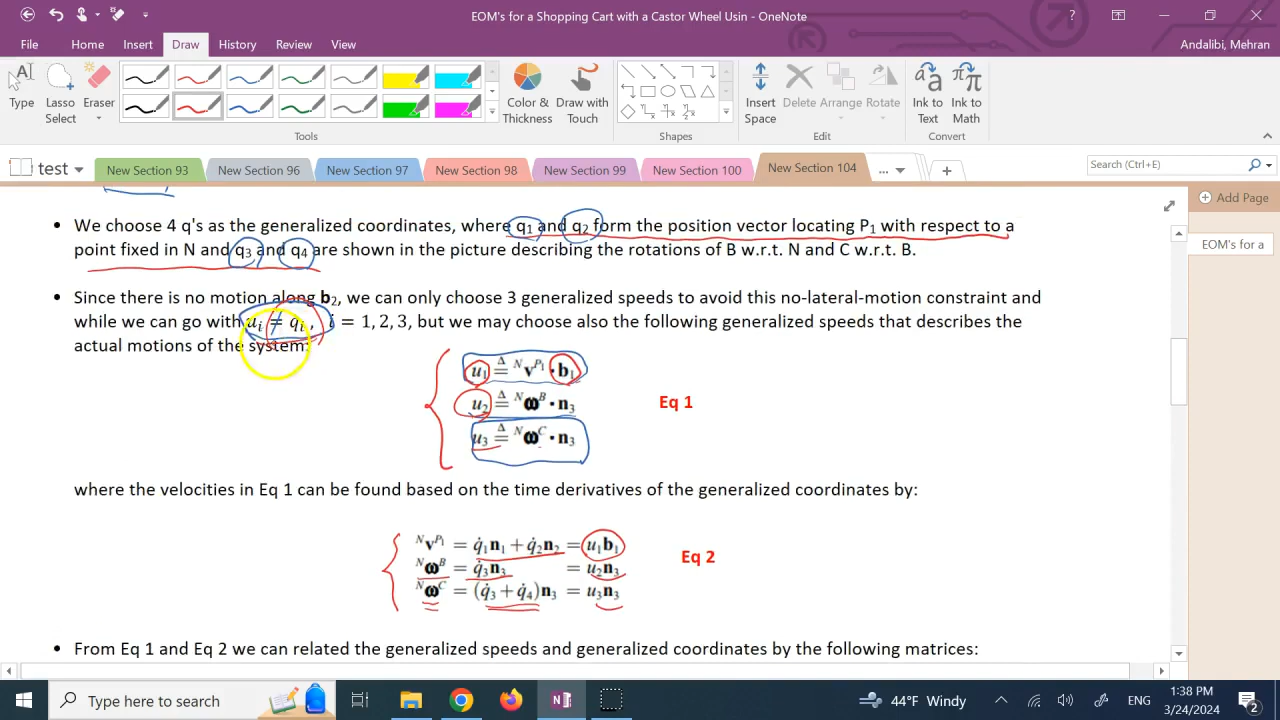 EOM's for a Shopping Cart with a Castor Wheel Usin - OneNote
Andalibi, Mehran
File Home Insert Draw History Review View
Type
Lasso Select
Eraser
Color & Thickness
Draw with Touch
Insert Space
Delete
Arrange
Rotate
Ink to Text
Ink to Math
Tools
Shapes
Edit
Convert
test
New Section 93 New Section 96 New Section 97 New Section 98 New Section 99 New Section 100 New Section 104 ...
Search (Ctrl+E)
Add Page
EOM's for a
• We choose 4 q's as the generalized coordinates, where q₁ and q₂ form the position vector locating P₁ with respect to a
point fixed in N and q₃ and q₄ are shown in the picture describing the rotations of B w.r.t. N and C w.r.t. B.
• Since there is no motion along b₂, we can only choose 3 generalized speeds to avoid this no-lateral-motion constraint and
while we can go with uᵢ = q̇ᵢ, i = 1, 2, 3, but we may choose also the following generalized speeds that describes the
actual motions of the system:
u₁ ≜ ᴺv^P₁ · b₁
u₂ ≜ ᴺω^B · n₃
u₃ ≜ ᴺω^C · n₃
Eq 1
where the velocities in Eq 1 can be found based on the time derivatives of the generalized coordinates by:
ᴺv^P₁ = q̇₁n₁ + q̇₂n₂ = u₁b₁
ᴺω^B = q̇₃n₃ = u₂n₃
ᴺω^C = (q̇₃ + q̇₄)n₃ = u₃n₃
Eq 2
• From Eq 1 and Eq 2 we can related the generalized speeds and generalized coordinates by the following matrices:
Type here to search
44°F Windy
ENG
1:38 PM
3/24/2024
2